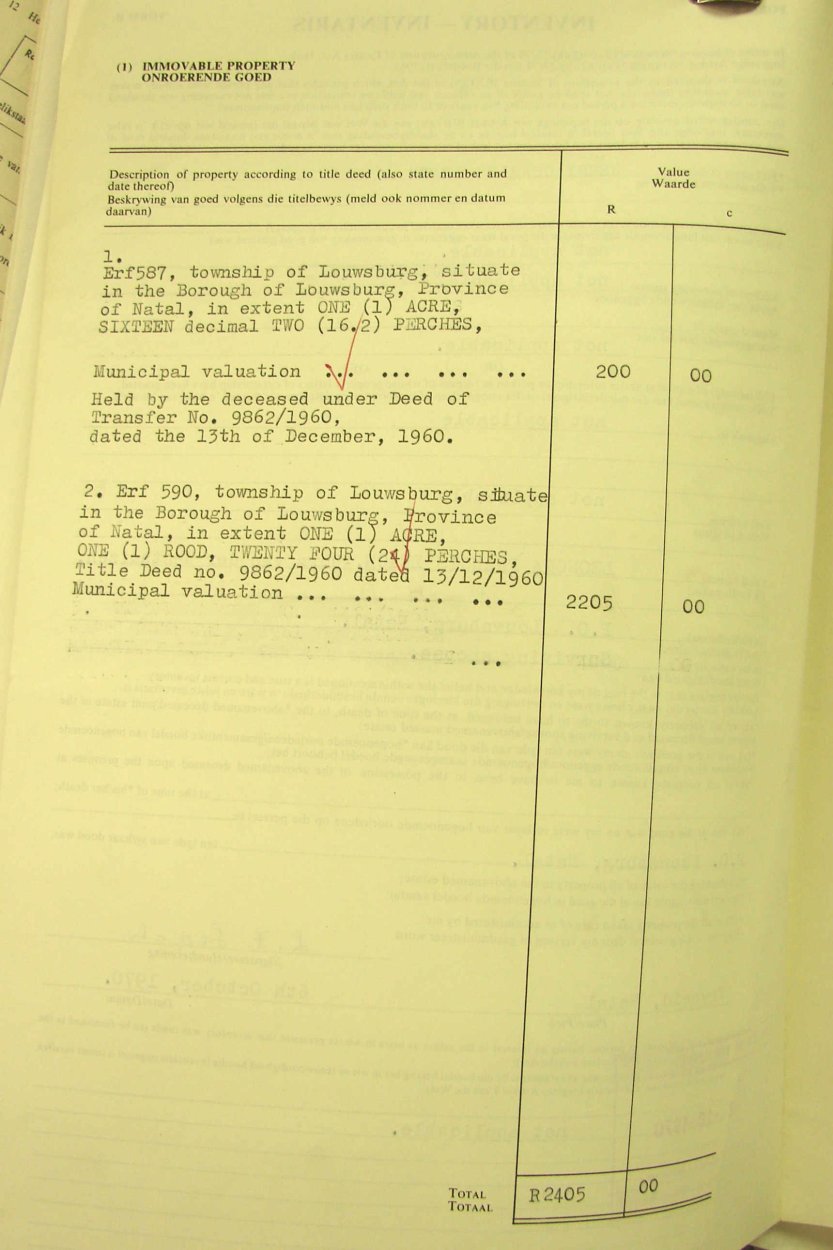 (1) IMMOVABLE PROPERTY
ONROERENDE GOED
Description of property according to title deed (also state number and
date thereof)
Beskrywing van goed volgens die titelbewys (meld ook nommer en datum
daarvan)
Value
Waarde
R c
1.
Erf587, township of Louwsburg, situate
in the Borough of Louwsburg, Province
of Natal, in extent ONE (1) ACRE,
SIXTEEN decimal TWO (16.2) PERCHES,
Municipal valuation ... ... ... ... 200 00
Held by the deceased under Deed of
Transfer No. 9862/1960,
dated the 13th of December, 1960.
2. Erf 590, township of Louwsburg, situate
in the Borough of Louwsburg, Province
of Natal, in extent ONE (1) ACRE,
ONE (1) ROOD, TWENTY FOUR (24) PERCHES,
Title Deed no. 9862/1960 dated 13/12/1960
Municipal valuation ... ... ... ... 2205 00
...
TOTAL
TOTAAL
R2405 00